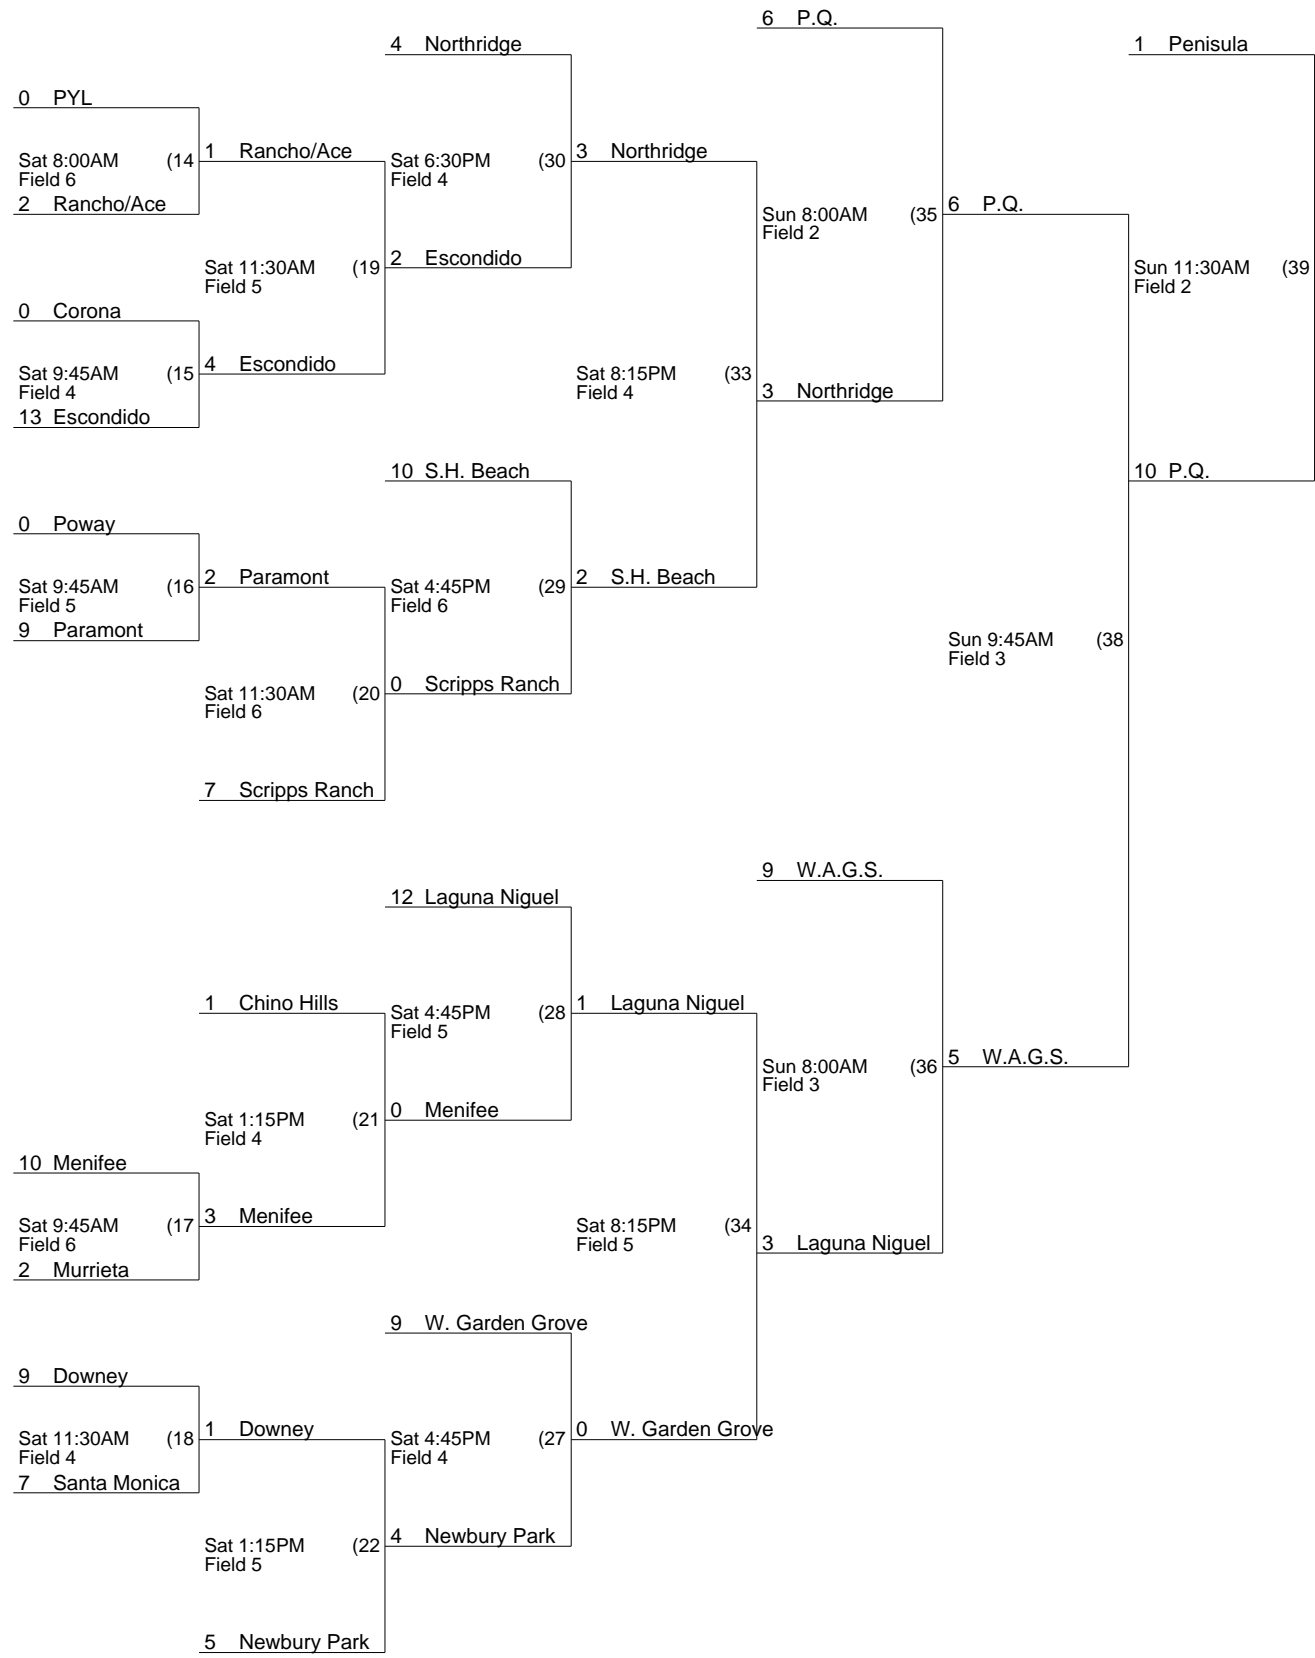 6 P.Q.
4 Northridge
1 Penisula
0 PYL
Sat 8:00AM (14
Field 6
1 Rancho/Ace
Sat 6:30PM (30
Field 4
3 Northridge
2 Rancho/Ace
Sun 8:00AM (35
Field 2
6 P.Q.
Sat 11:30AM (19
Field 5
2 Escondido
Sun 11:30AM (39
Field 2
0 Corona
Sat 9:45AM (15
Field 4
4 Escondido
Sat 8:15PM (33
Field 4
3 Northridge
13 Escondido
10 S.H. Beach
10 P.Q.
0 Poway
Sat 9:45AM (16
Field 5
2 Paramont
Sat 4:45PM (29
Field 6
2 S.H. Beach
9 Paramont
Sun 9:45AM (38
Field 3
Sat 11:30AM (20
Field 6
0 Scripps Ranch
7 Scripps Ranch
9 W.A.G.S.
12 Laguna Niguel
1 Chino Hills
Sat 4:45PM (28
Field 5
1 Laguna Niguel
Sun 8:00AM (36
Field 3
5 W.A.G.S.
Sat 1:15PM (21
Field 4
0 Menifee
10 Menifee
Sat 9:45AM (17
Field 6
3 Menifee
Sat 8:15PM (34
Field 5
3 Laguna Niguel
2 Murrieta
9 W. Garden Grove
9 Downey
Sat 11:30AM (18
Field 4
1 Downey
Sat 4:45PM (27
Field 4
0 W. Garden Grove
7 Santa Monica
Sat 1:15PM (22
Field 5
4 Newbury Park
5 Newbury Park